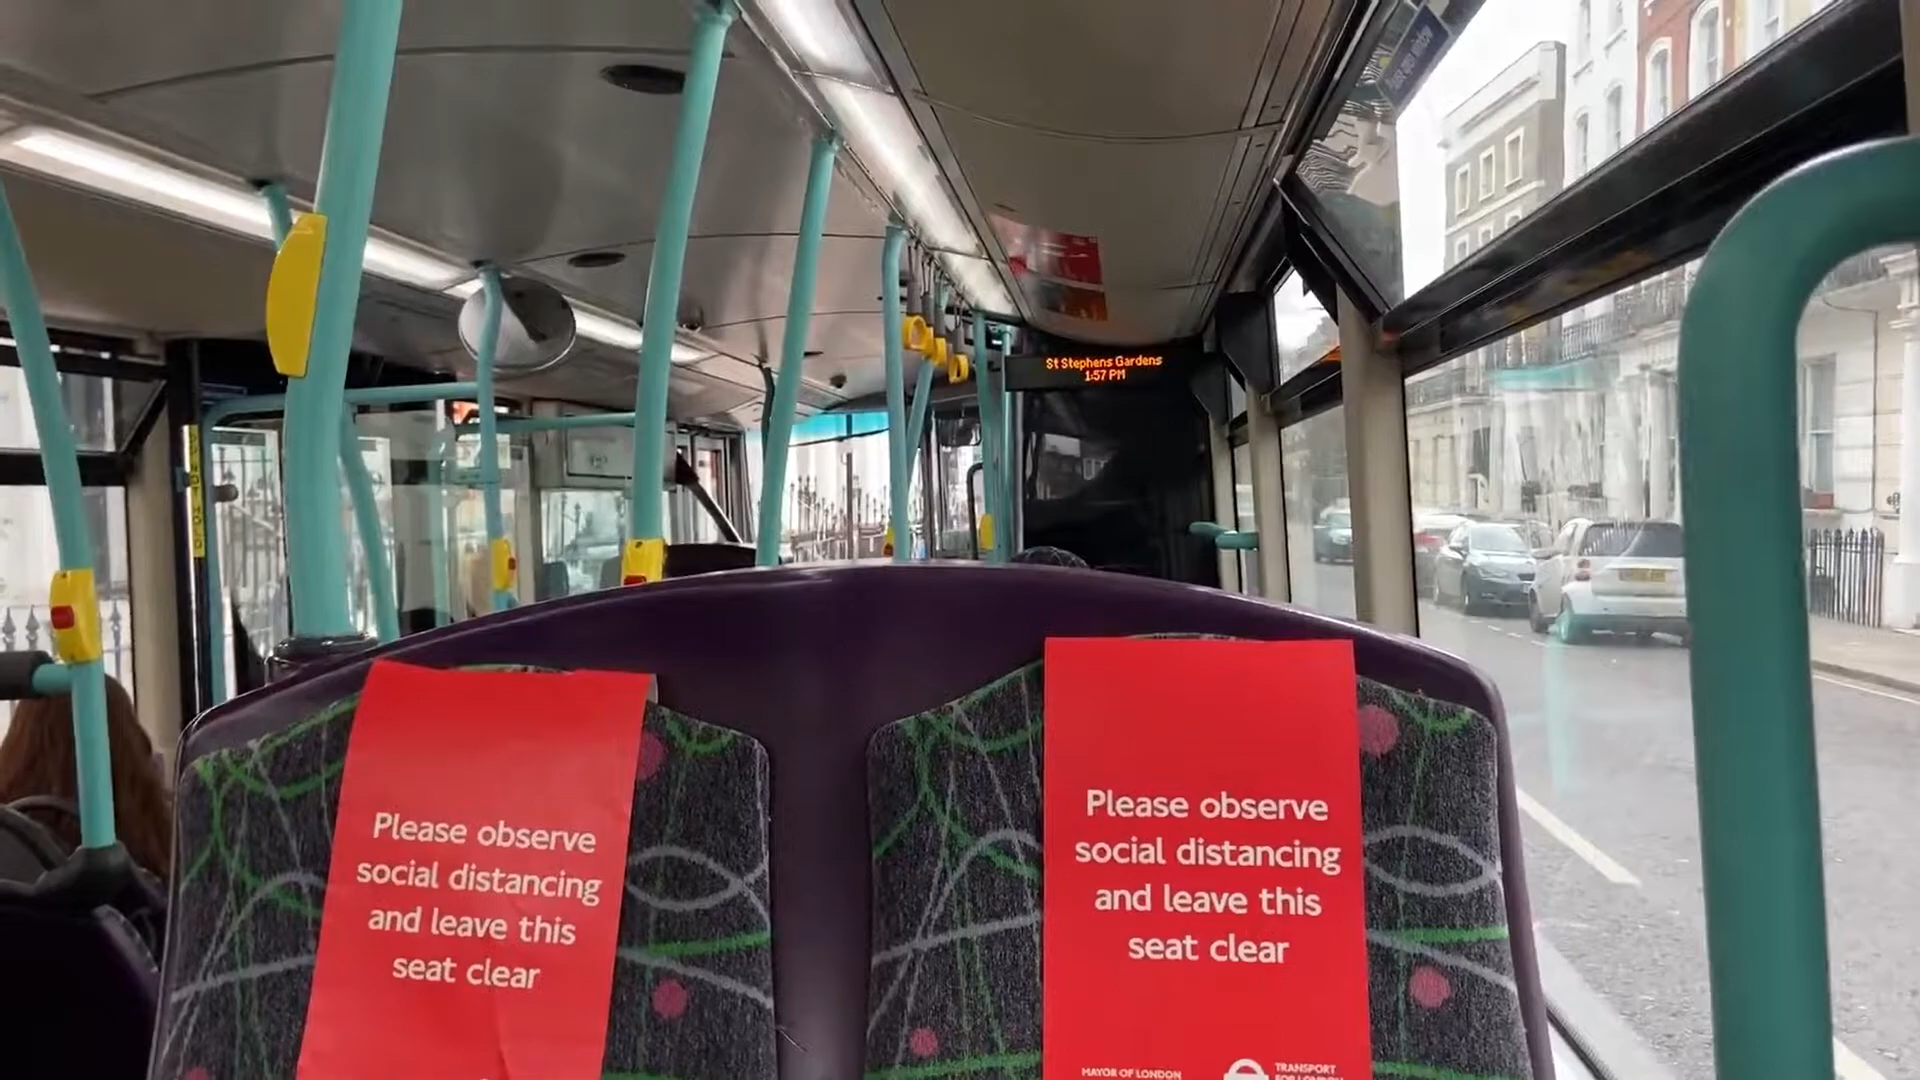 St Stephens Gardens
1:57 PM
Please observe
social distancing
and leave this
seat clear
Please observe
social distancing
and leave this
seat clear
MAYOR OF LONDON
TRANSPORT
FOR LONDON